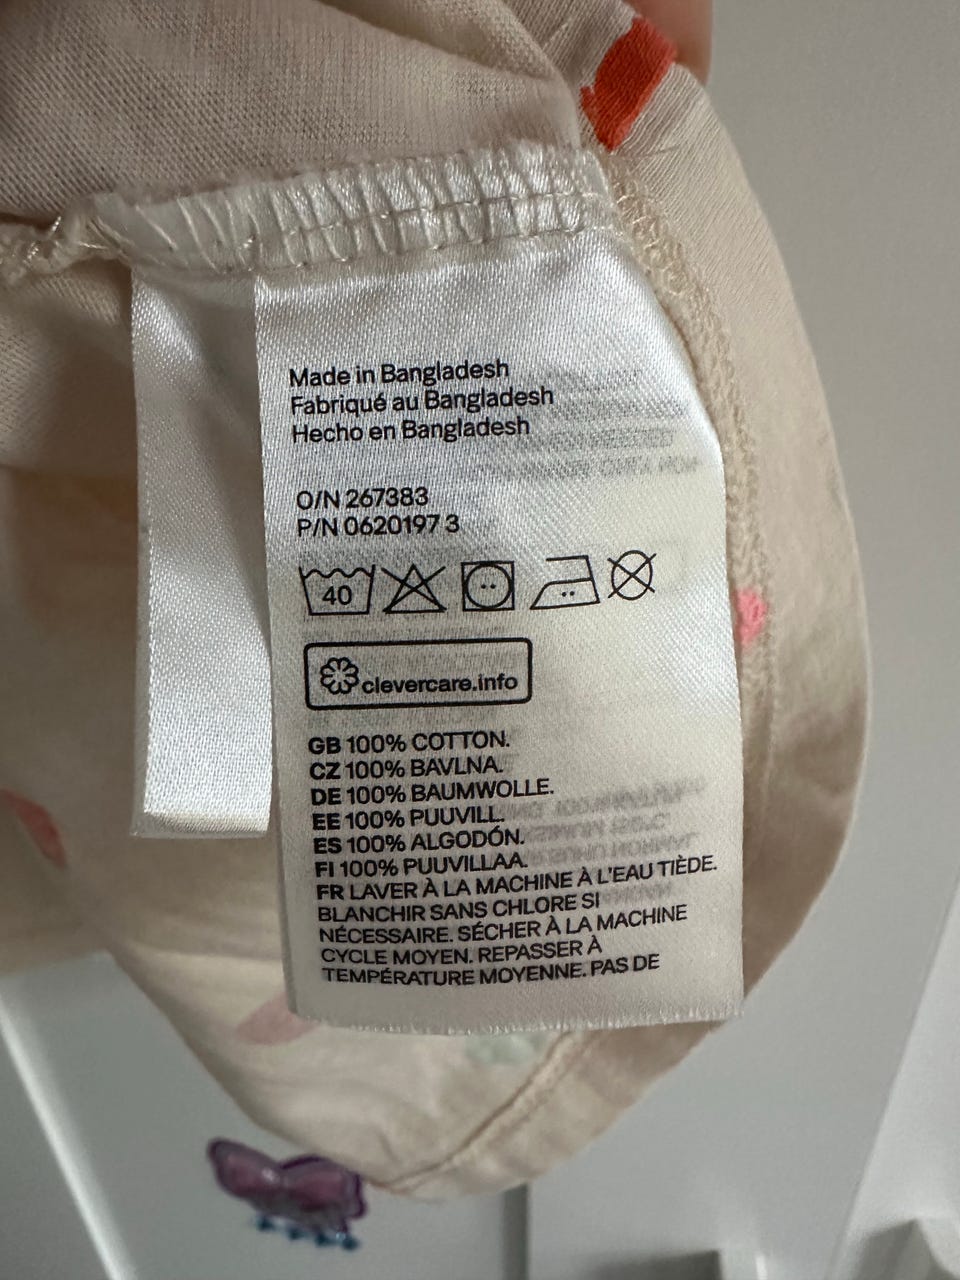 Made in Bangladesh
Fabriqué au Bangladesh
Hecho en Bangladesh
O/N 267383
P/N 0620197 3
40
clevercare.info
GB 100% COTTON.
CZ 100% BAVLNA.
DE 100% BAUMWOLLE.
EE 100% PUUVILL.
ES 100% ALGODÓN.
FI 100% PUUVILLAA.
FR LAVER À LA MACHINE À L'EAU TIÈDE.
BLANCHIR SANS CHLORE SI
NÉCESSAIRE. SÉCHER À LA MACHINE
CYCLE MOYEN. REPASSER À
TEMPÉRATURE MOYENNE. PAS DE